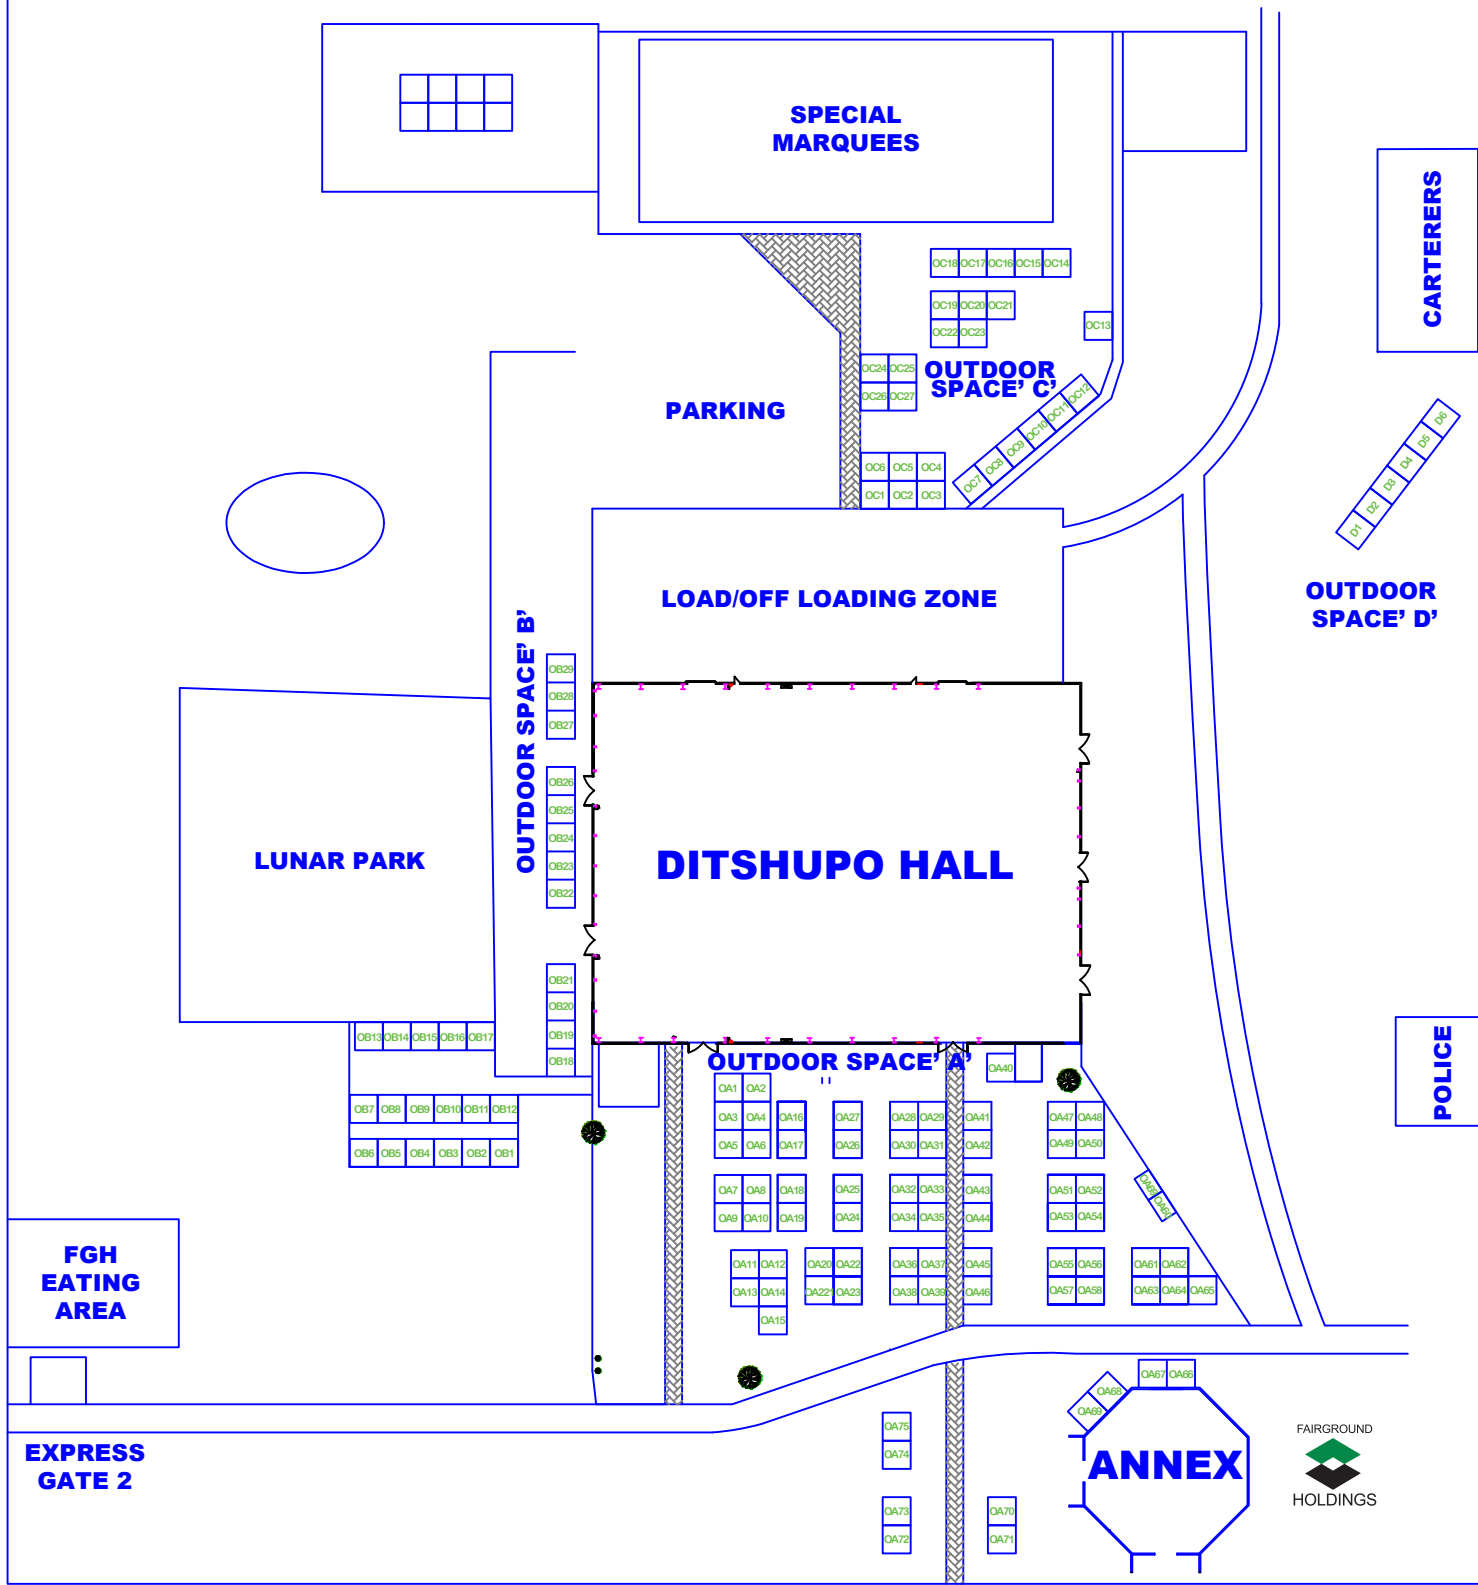 SPECIAL
MARQUEES
CARTERERS
OC18 OC17 OC16 OC15 OC14
OC19 OC20 OC21
OC22 OC23
OC13
OC24 OC25
OC26 OC27
OUTDOOR
SPACE' C'
PARKING
OC12
OC11
OC10
OC9
OC8
OC7
OC6 OC5 OC4
OC1 OC2 OC3
D6
D5
D4
D3
D2
D1
OUTDOOR
SPACE' D'
LOAD/OFF LOADING ZONE
OUTDOOR SPACE' B'
OB29
OB28
OB27
OB26
OB25
OB24
OB23
OB22
LUNAR PARK
DITSHUPO HALL
OB21
OB20
OB19
OB18
OB13 OB14 OB15 OB16 OB17
OB7 OB8 OB9 OB10 OB11 OB12
OB6 OB5 OB4 OB3 OB2 OB1
POLICE
OUTDOOR SPACE' A'
OA40
OA1 OA2
OA3 OA4 OA16 OA27 OA28 OA29 OA41 OA47 OA48
OA5 OA6 OA17 OA26 OA30 OA31 OA42 OA49 OA50
OA7 OA8 OA18 OA25 OA32 OA33 OA43 OA51 OA52
OA9 OA10 OA19 OA24 OA34 OA35 OA44 OA53 OA54
OA11 OA12 OA20 OA22 OA36 OA37 OA45 OA55 OA56 OA61 OA62
OA13 OA14 OA221 OA23 OA38 OA39 OA46 OA57 OA58 OA63 OA64 OA65
OA15
FGH
EATING
AREA
EXPRESS
GATE 2
OA67 OA66
OA68
OA69
OA75
OA74
OA73
OA72
OA70
OA71
ANNEX
FAIRGROUND
HOLDINGS